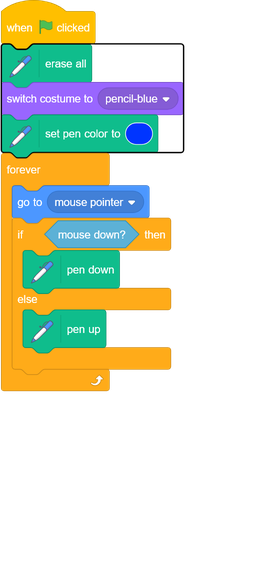 when clicked
erase all
switch costume to pencil-blue
set pen color to
forever
go to mouse pointer
if mouse down? then
pen down
else
pen up